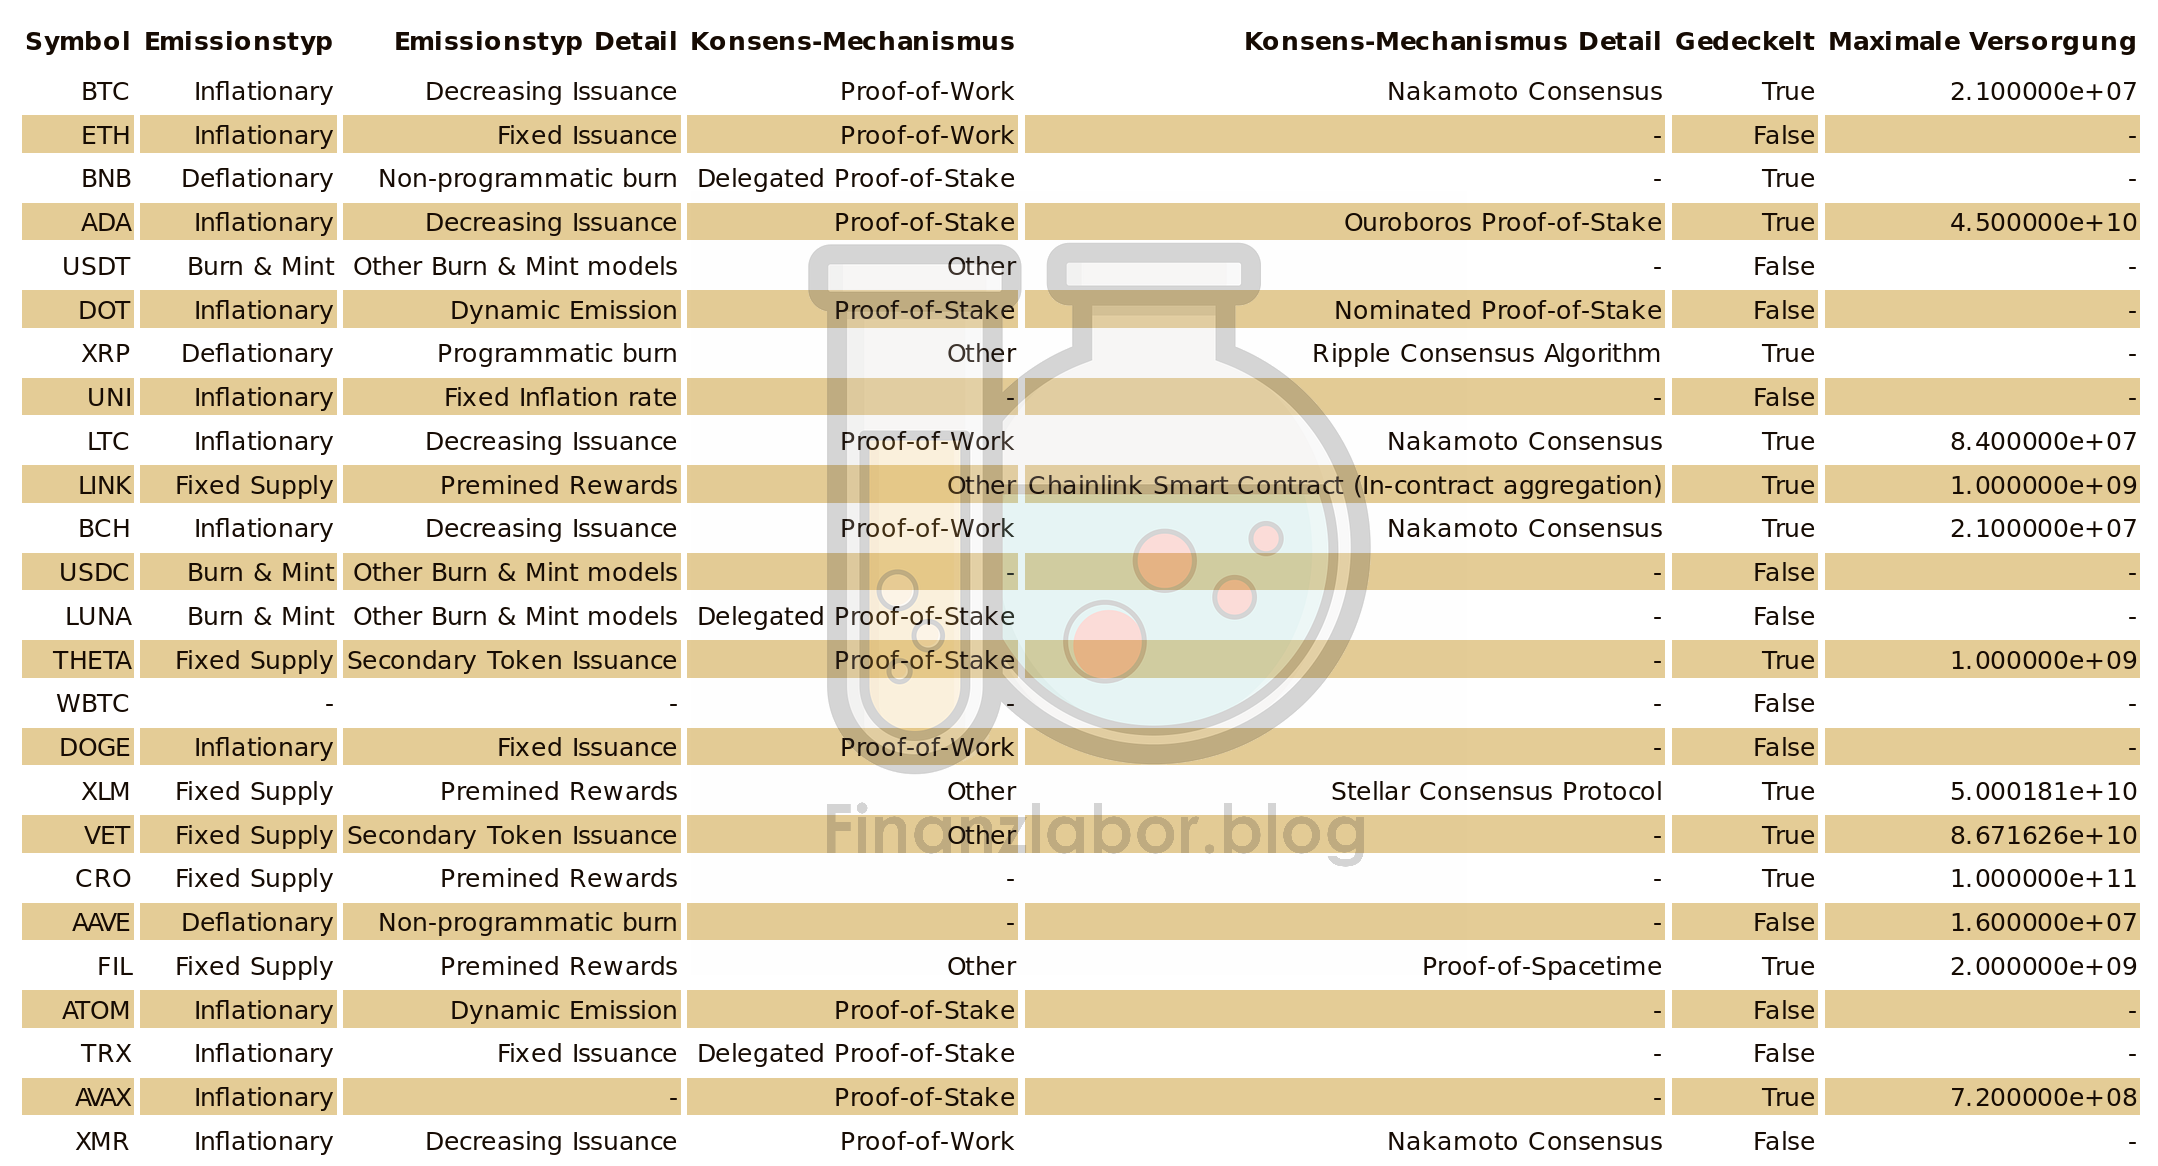 Symbol Emissionstyp Emissionstyp Detail Konsens-Mechanismus Konsens-Mechanismus Detail Gedeckelt Maximale Versorgung
BTC Inflationary Decreasing Issuance Proof-of-Work Nakamoto Consensus True 2.100000e+07
ETH Inflationary Fixed Issuance Proof-of-Work - False -
BNB Deflationary Non-programmatic burn Delegated Proof-of-Stake - True -
ADA Inflationary Decreasing Issuance Proof-of-Stake Ouroboros Proof-of-Stake True 4.500000e+10
USDT Burn & Mint Other Burn & Mint models Other - False -
DOT Inflationary Dynamic Emission Proof-of-Stake Nominated Proof-of-Stake False -
XRP Deflationary Programmatic burn Other Ripple Consensus Algorithm True -
UNI Inflationary Fixed Inflation rate - - False -
LTC Inflationary Decreasing Issuance Proof-of-Work Nakamoto Consensus True 8.400000e+07
LINK Fixed Supply Premined Rewards Other Chainlink Smart Contract (In-contract aggregation) True 1.000000e+09
BCH Inflationary Decreasing Issuance Proof-of-Work Nakamoto Consensus True 2.100000e+07
USDC Burn & Mint Other Burn & Mint models - - False -
LUNA Burn & Mint Other Burn & Mint models Delegated Proof-of-Stake - False -
THETA Fixed Supply Secondary Token Issuance Proof-of-Stake - True 1.000000e+09
WBTC - - - - False -
DOGE Inflationary Fixed Issuance Proof-of-Work - False -
XLM Fixed Supply Premined Rewards Other Stellar Consensus Protocol True 5.000181e+10
VET Fixed Supply Secondary Token Issuance Other - True 8.671626e+10
Finanzlabor.blog
CRO Fixed Supply Premined Rewards - - True 1.000000e+11
AAVE Deflationary Non-programmatic burn - - False 1.600000e+07
FIL Fixed Supply Premined Rewards Other Proof-of-Spacetime True 2.000000e+09
ATOM Inflationary Dynamic Emission Proof-of-Stake - False -
TRX Inflationary Fixed Issuance Delegated Proof-of-Stake - False -
AVAX Inflationary - Proof-of-Stake - True 7.200000e+08
XMR Inflationary Decreasing Issuance Proof-of-Work Nakamoto Consensus False -